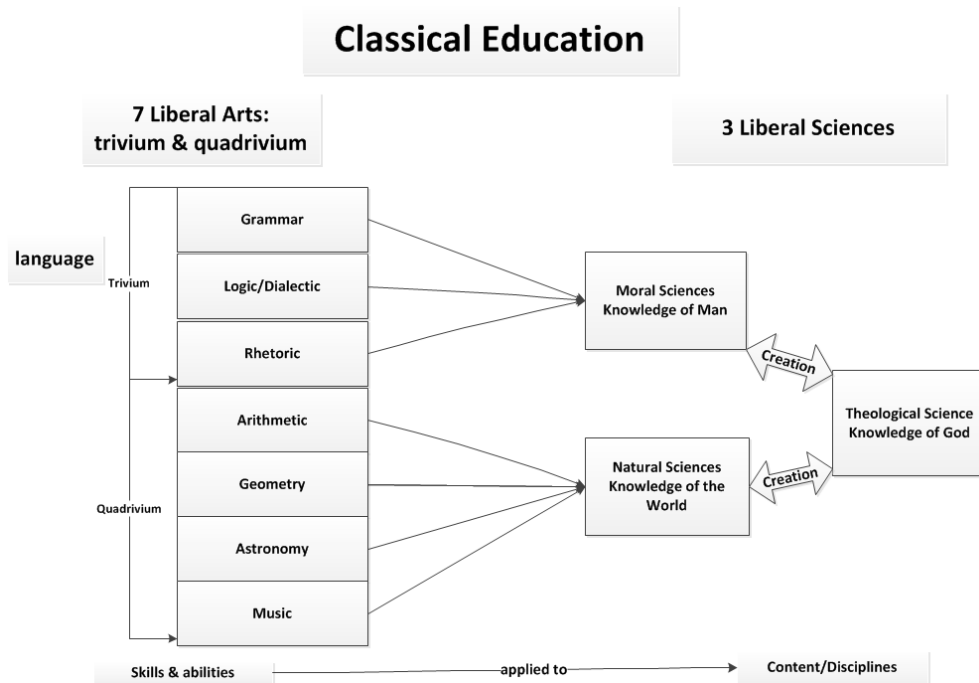 Classical Education
7 Liberal Arts:
trivium & quadrivium
3 Liberal Sciences
language
Trivium
Quadrivium
Grammar
Logic/Dialectic
Rhetoric
Arithmetic
Geometry
Astronomy
Music
Moral Sciences
Knowledge of Man
Creation
Theological Science
Knowledge of God
Natural Sciences
Knowledge of the
World
Creation
Skills & abilities
applied to
Content/Disciplines